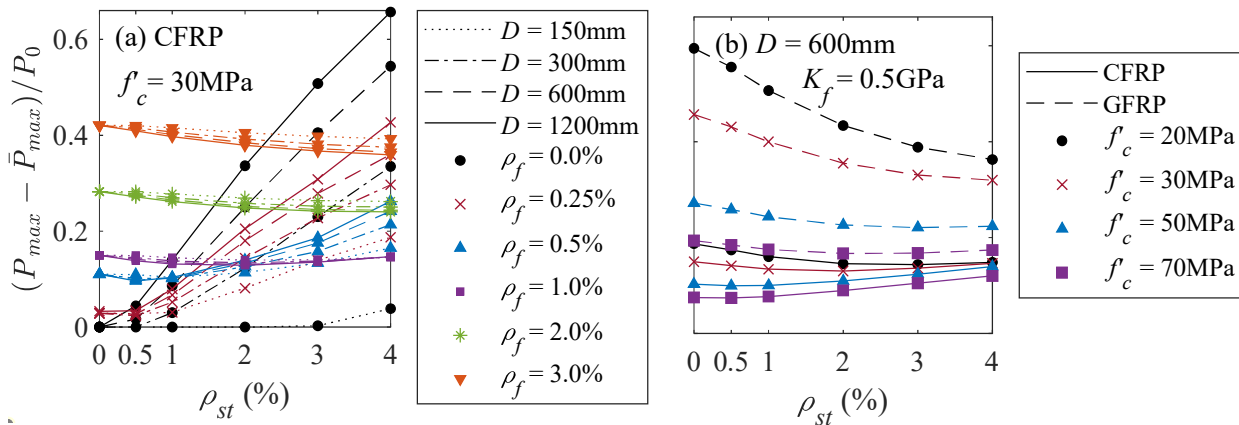 (a) CFRP
f'c = 30MPa
(Pmax − P̄max)/P0
0.6
0.4
0.2
0
0 0.5 1 2 3 4
ρst (%)
D = 150mm
D = 300mm
D = 600mm
D = 1200mm
ρf = 0.0%
ρf = 0.25%
ρf = 0.5%
ρf = 1.0%
ρf = 2.0%
ρf = 3.0%
(b) D = 600mm
Kf = 0.5GPa
0 0.5 1 2 3 4
ρst (%)
CFRP
GFRP
f'c = 20MPa
f'c = 30MPa
f'c = 50MPa
f'c = 70MPa